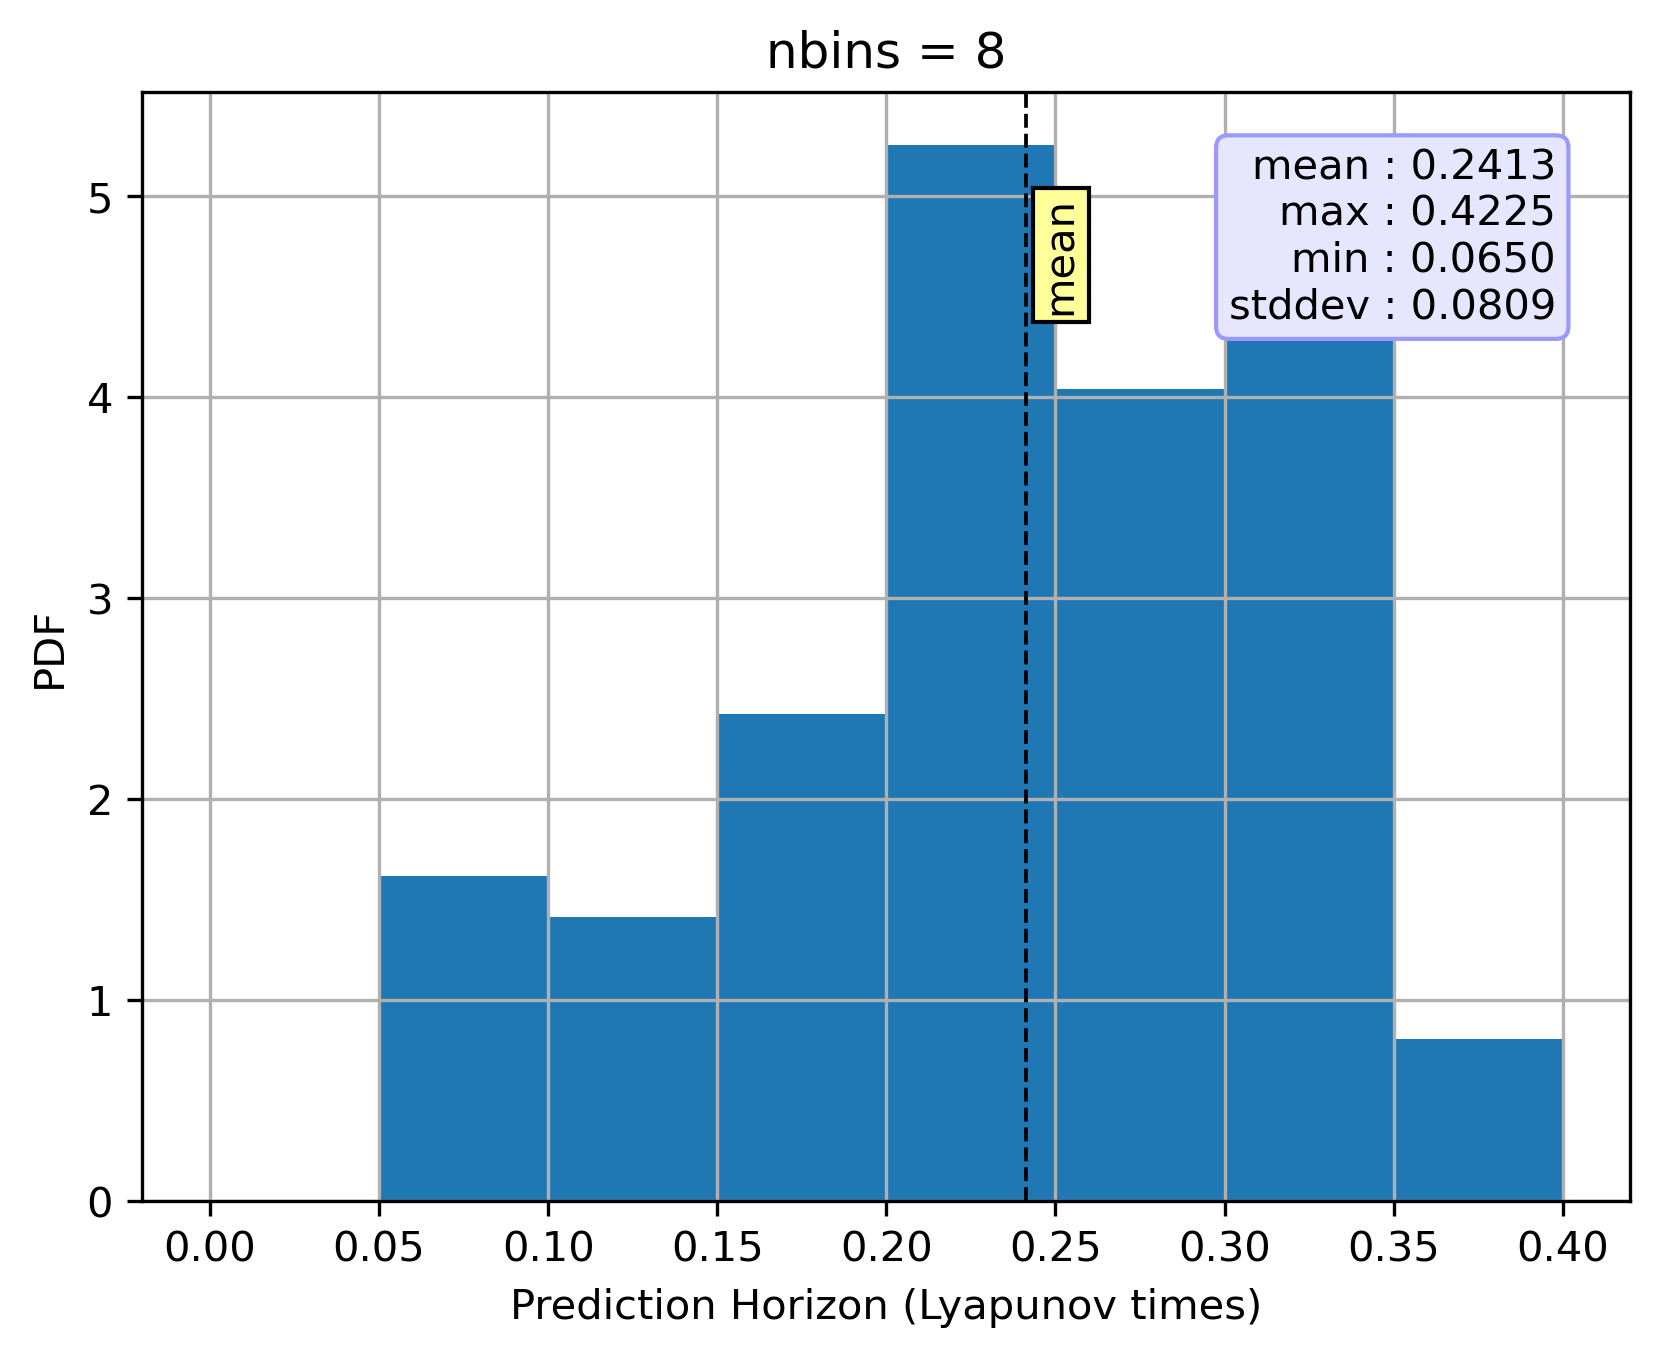 nbins = 8
mean : 0.2413
max : 0.4225
min : 0.0650
stddev : 0.0809
mean
PDF
5
4
3
2
1
0
0.00 0.05 0.10 0.15 0.20 0.25 0.30 0.35 0.40
Prediction Horizon (Lyapunov times)